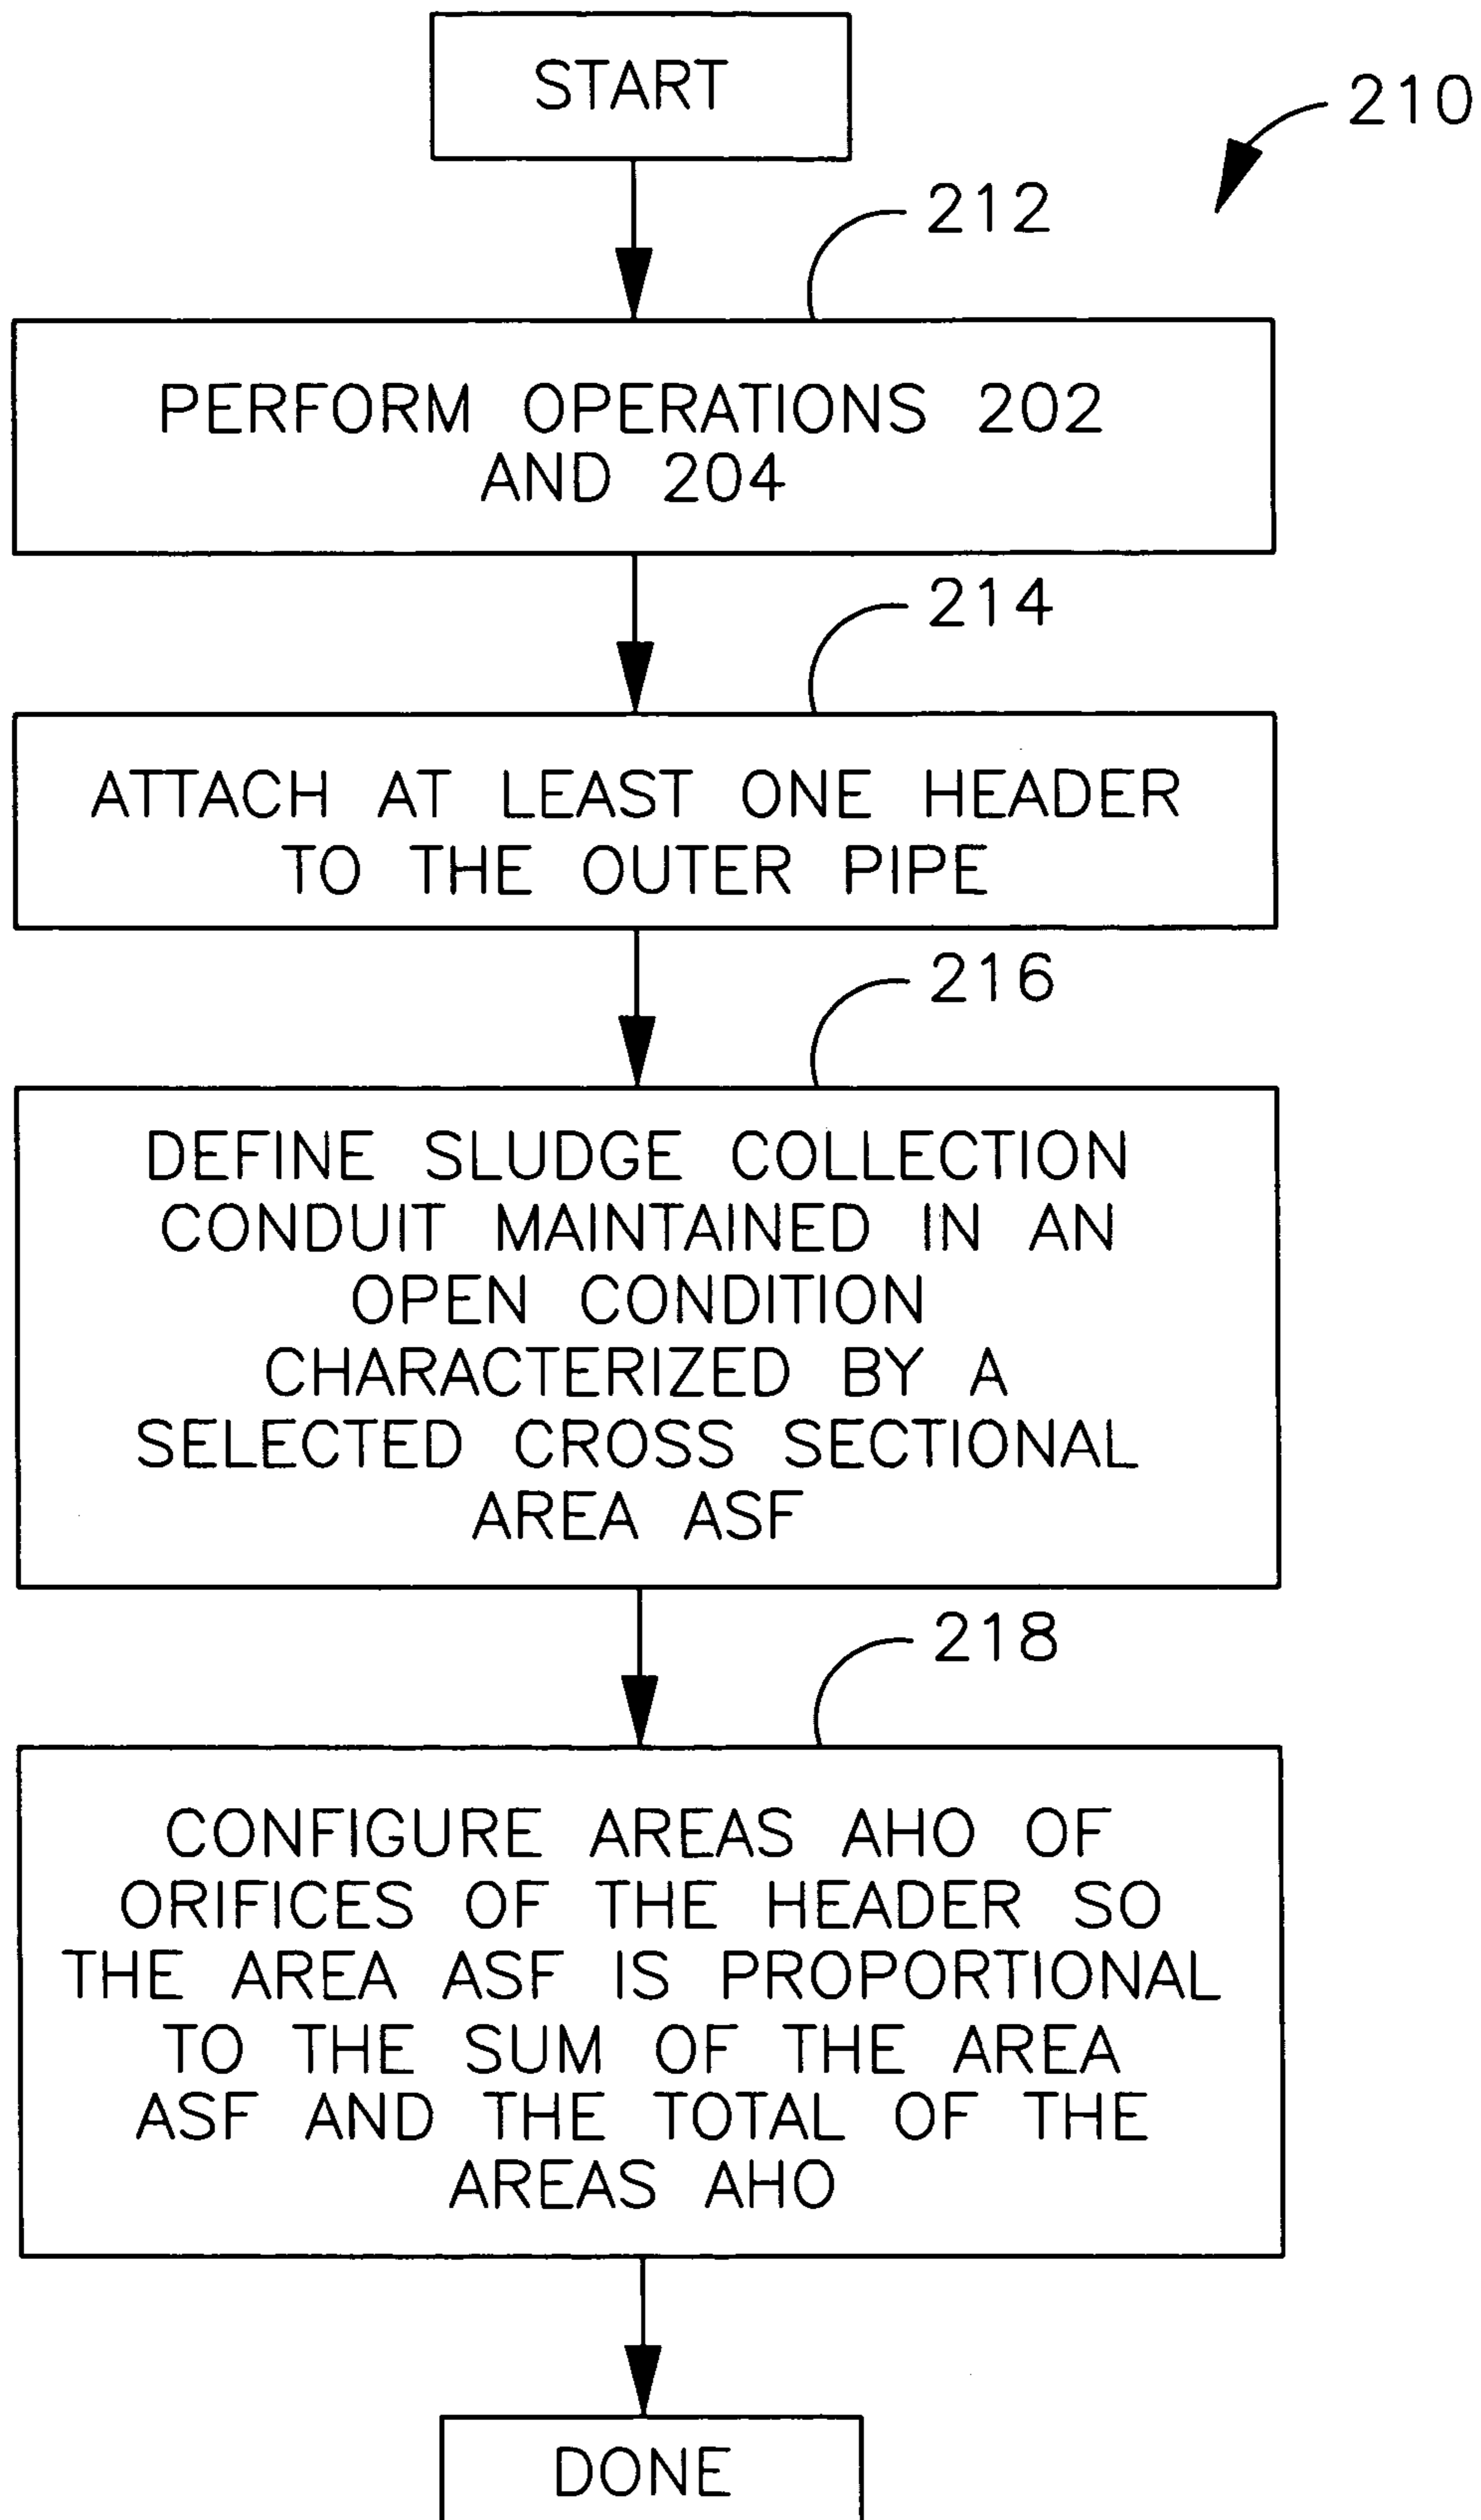 START
210
212
PERFORM OPERATIONS 202
AND 204
214
ATTACH AT LEAST ONE HEADER
TO THE OUTER PIPE
216
DEFINE SLUDGE COLLECTION
CONDUIT MAINTAINED IN AN
OPEN CONDITION
CHARACTERIZED BY A
SELECTED CROSS SECTIONAL
AREA ASF
218
CONFIGURE AREAS AHO OF
ORIFICES OF THE HEADER SO
THE AREA ASF IS PROPORTIONAL
TO THE SUM OF THE AREA
ASF AND THE TOTAL OF THE
AREAS AHO
DONE